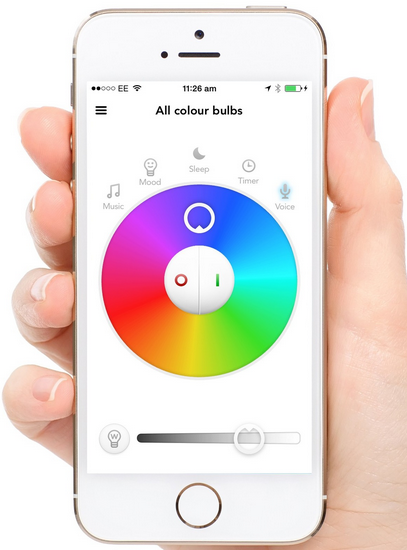 EE 11:26 am
All colour bulbs
Sleep
Mood
Timer
Music
Voice
O I
W